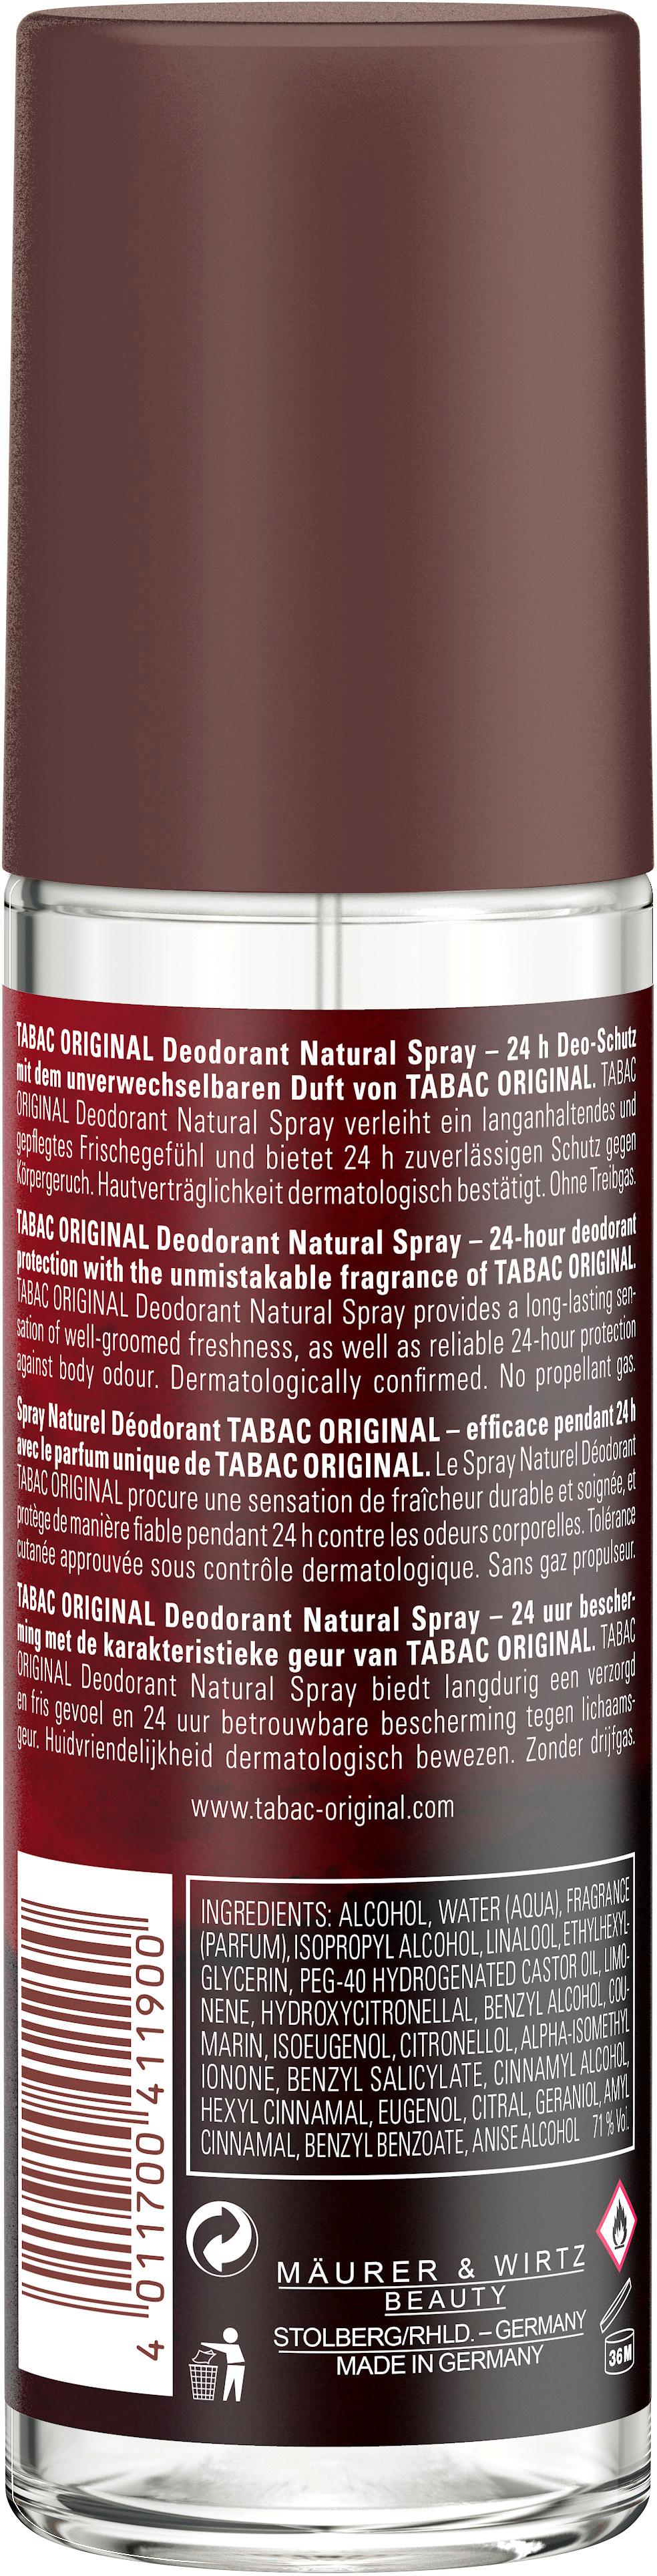 TABAC ORIGINAL Deodorant Natural Spray – 24 h Deo-Schutz
mit dem unverwechselbaren Duft von TABAC ORIGINAL. TABAC
ORIGINAL Deodorant Natural Spray verleiht ein langanhaltendes und
gepflegtes Frischegefühl und bietet 24 h zuverlässigen Schutz gegen
Körpergeruch. Hautverträglichkeit dermatologisch bestätigt. Ohne Treibgas.
TABAC ORIGINAL Deodorant Natural Spray – 24-hour deodorant
protection with the unmistakable fragrance of TABAC ORIGINAL.
TABAC ORIGINAL Deodorant Natural Spray provides a long-lasting sen-
sation of well-groomed freshness, as well as reliable 24-hour protection
against body odour. Dermatologically confirmed. No propellant gas.
Spray Naturel Déodorant TABAC ORIGINAL – efficace pendant 24 h
avec le parfum unique de TABAC ORIGINAL. Le Spray Naturel Déodorant
TABAC ORIGINAL procure une sensation de fraîcheur durable et soignée, et
protège de manière fiable pendant 24 h contre les odeurs corporelles. Tolérance
cutanée approuvée sous contrôle dermatologique. Sans gaz propulseur.
TABAC ORIGINAL Deodorant Natural Spray – 24 uur bescher-
ming met de karakteristieke geur van TABAC ORIGINAL. TABAC
ORIGINAL Deodorant Natural Spray biedt langdurig een verzorgd
en fris gevoel en 24 uur betrouwbare bescherming tegen lichaams-
geur. Huidvriendelijkheid dermatologisch bewezen. Zonder drijfgas.
www.tabac-original.com
INGREDIENTS: ALCOHOL, WATER (AQUA), FRAGRANCE
(PARFUM), ISOPROPYL ALCOHOL, LINALOOL, ETHYLHEXYL-
GLYCERIN, PEG-40 HYDROGENATED CASTOR OIL, LIMO-
NENE, HYDROXYCITRONELLAL, BENZYL ALCOHOL, COU-
MARIN, ISOEUGENOL, CITRONELLOL, ALPHA-ISOMETHYL
IONONE, BENZYL SALICYLATE, CINNAMYL ALCOHOL,
HEXYL CINNAMAL, EUGENOL, CITRAL, GERANIOL, AMYL
CINNAMAL, BENZYL BENZOATE, ANISE ALCOHOL 71 % Vol.
4 011700 411900
MÄURER & WIRTZ
BEAUTY
STOLBERG/RHLD. – GERMANY
MADE IN GERMANY
36M